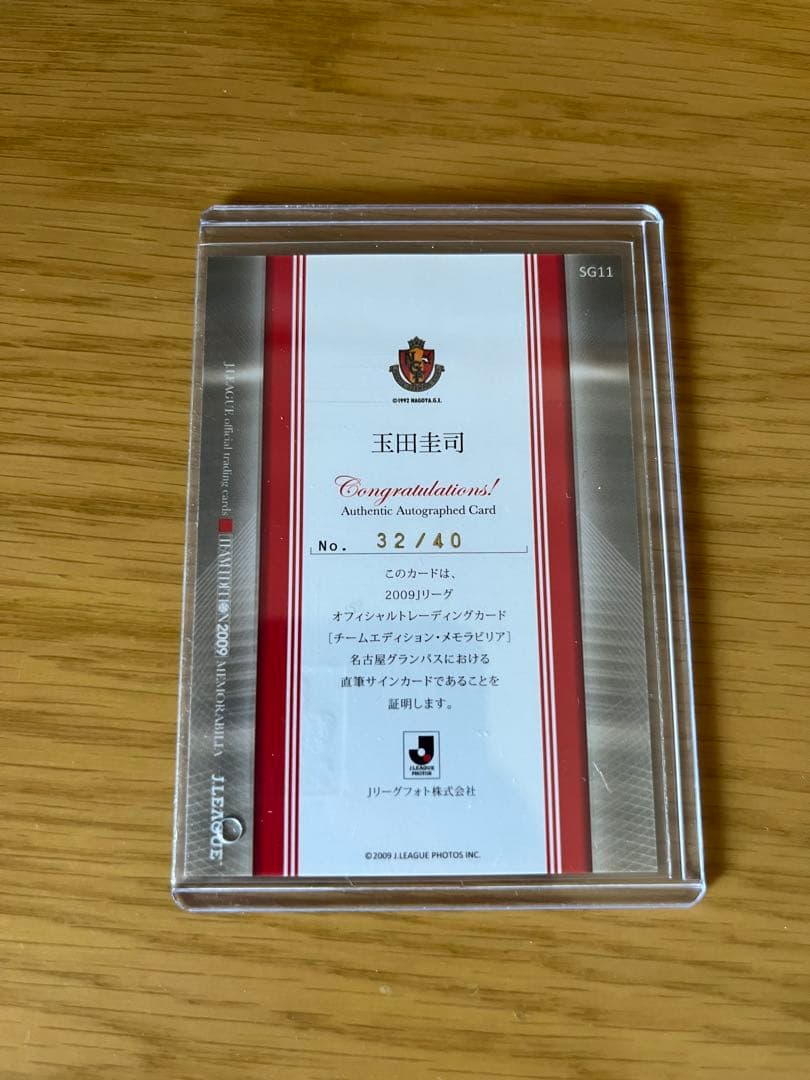 SG11
©1992 NAGOYA.G.E.
玉田圭司
Congratulations!
Authentic Autographed Card
No. 32/40
このカードは、
2009Jリーグ
オフィシャルトレーディングカード
[チームエディション・メモラビリア]
名古屋グランパスにおける
直筆サインカードであることを
証明します。
J.LEAGUE
PHOTOS
Jリーグフォト株式会社
©2009 J.LEAGUE PHOTOS INC.
J.LEAGUE official trading cards TEAM EDITION 2009 MEMORABILIA J.LEAGUE